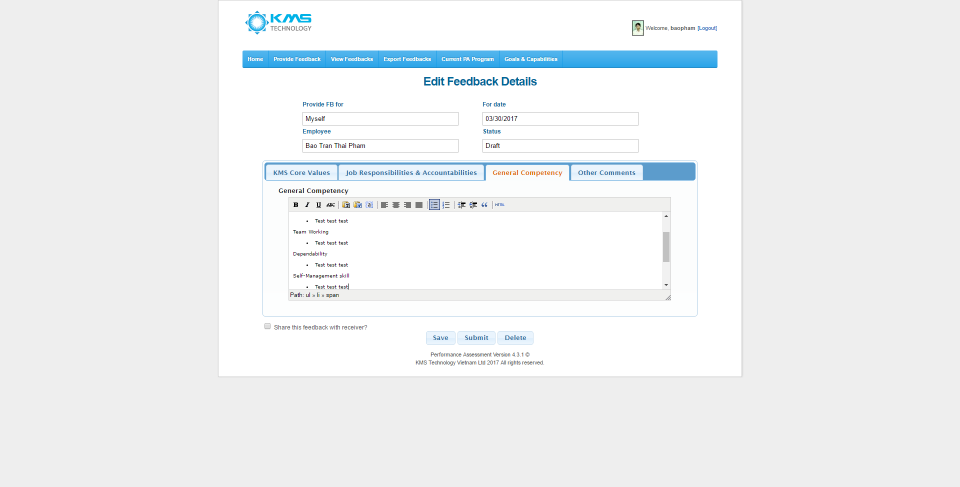 KMS
TECHNOLOGY
Welcome, baopham [Logout]
Home Provide Feedback View Feedbacks Export Feedbacks Current PA Program Goals & Capabilities
Edit Feedback Details
Provide FB for For date
Myself 03/30/2017
Employee Status
Bao Tran Thai Pham Draft
KMS Core Values Job Responsibilities & Accountabilities General Competency Other Comments
General Competency
B I U ABC HTML
• Test test test
Team Working
• Test test test
Dependability
• Test test test
Self-Management skill
• Test test test
Path: ul » li » span
Share this feedback with receiver?
Save Submit Delete
Performance Assessment Version 4.3.1 ©
KMS Technology Vietnam Ltd 2017 All rights reserved.